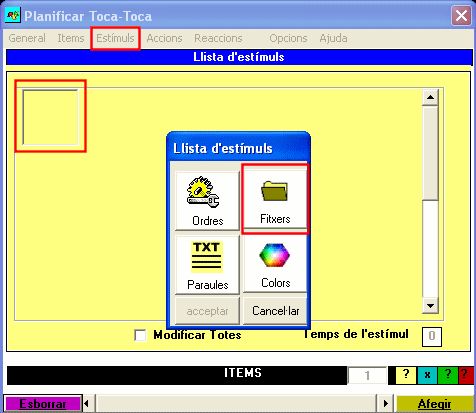 Planificar Toca-Toca
General Items Estímuls Accions Reaccions Opcions Ajuda
Llista d'estímuls
Llista d'estímuls
Ordres Fitxers
TXT
Paraules Colors
acceptar Cancel·lar
Modificar Totes Temps de l'estímul 0
ITEMS 1 ? x ? ?
Esborrar Afegir